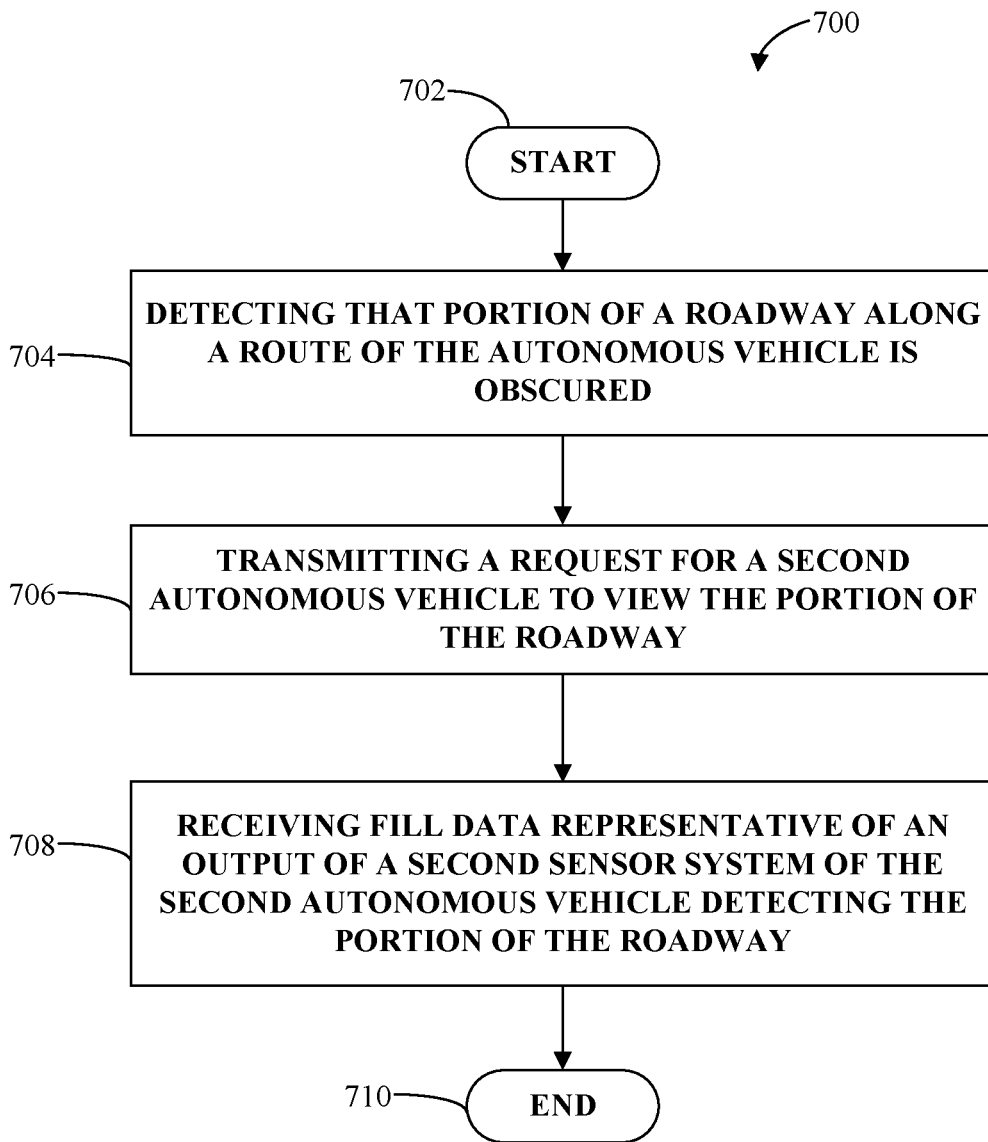 700
702
START
704
DETECTING THAT PORTION OF A ROADWAY ALONG
A ROUTE OF THE AUTONOMOUS VEHICLE IS
OBSCURED
706
TRANSMITTING A REQUEST FOR A SECOND
AUTONOMOUS VEHICLE TO VIEW THE PORTION OF
THE ROADWAY
708
RECEIVING FILL DATA REPRESENTATIVE OF AN
OUTPUT OF A SECOND SENSOR SYSTEM OF THE
SECOND AUTONOMOUS VEHICLE DETECTING THE
PORTION OF THE ROADWAY
710
END